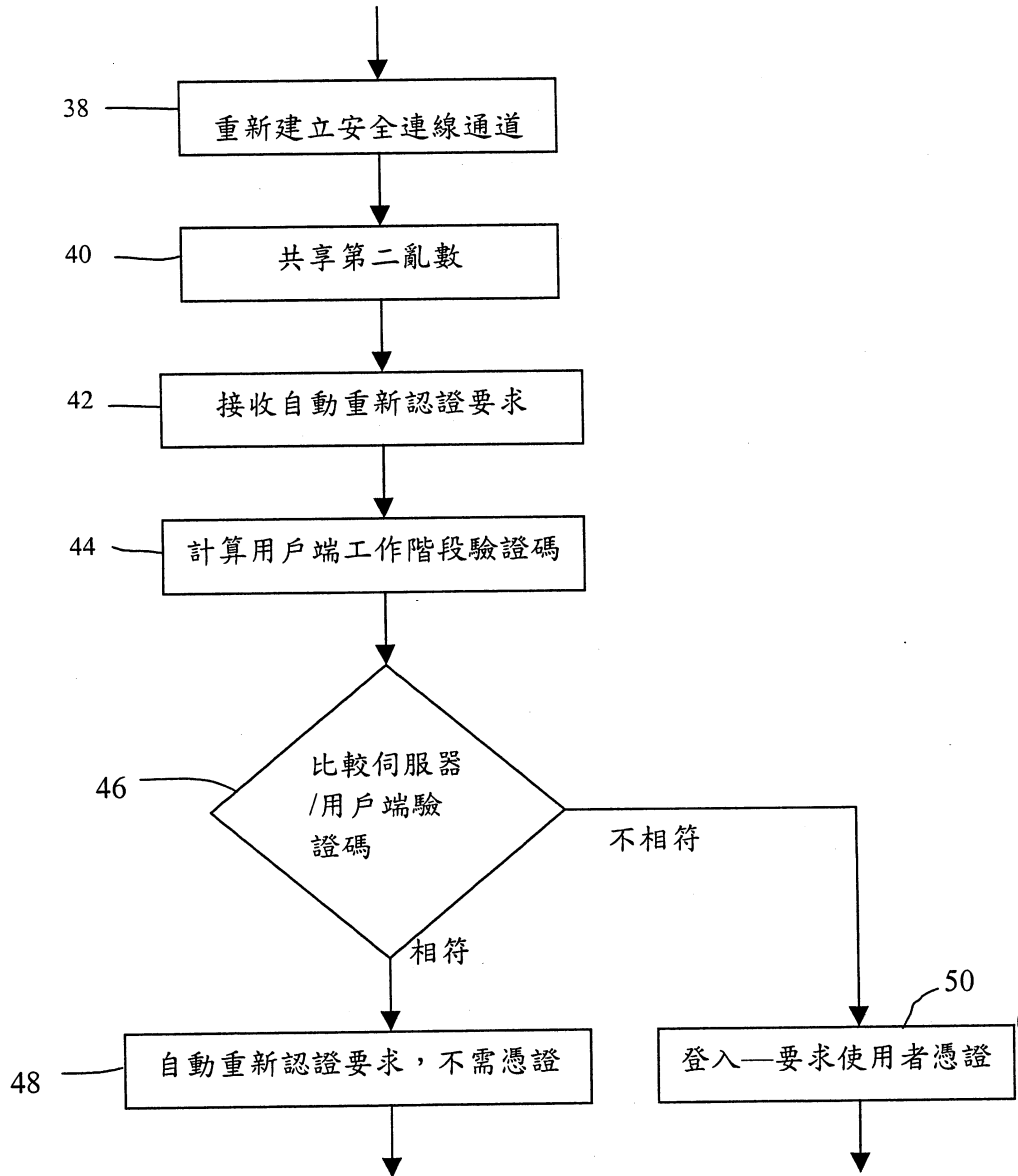 38
重新建立安全連線通道
40
共享第二亂數
42
接收自動重新認證要求
44
計算用戶端工作階段驗證碼
46
比較伺服器
/用戶端驗
證碼
不相符
相符
50
48
自動重新認證要求，不需憑證
登入—要求使用者憑證